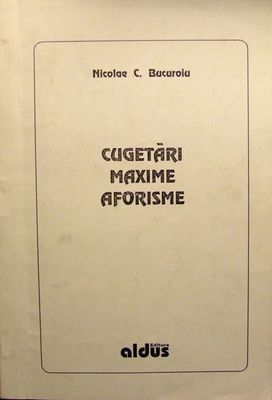 Nicolae C. Bucuroiu
CUGETĂRI
MAXIME
AFORISME
Editura
aldus